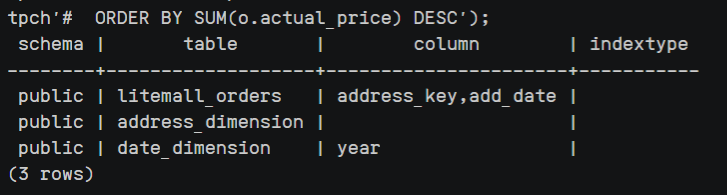 tpch'#  ORDER BY SUM(o.actual_price) DESC');
 schema |       table        |        column        | indextype
--------+--------------------+----------------------+-----------
 public | litemall_orders    | address_key,add_date |
 public | address_dimension  |                      |
 public | date_dimension     | year                 |
(3 rows)